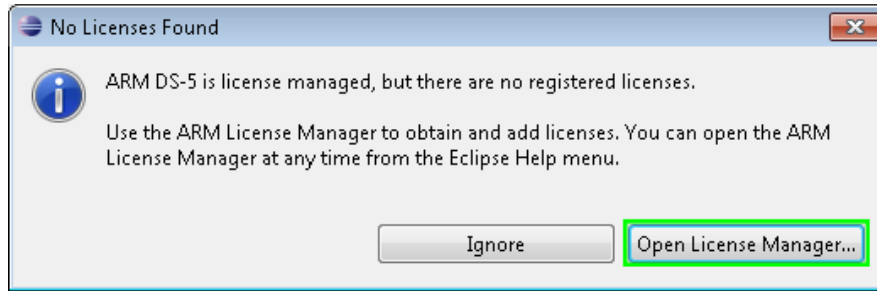 No Licenses Found
ARM DS-5 is license managed, but there are no registered licenses.
Use the ARM License Manager to obtain and add licenses. You can open the ARM
License Manager at any time from the Eclipse Help menu.
Ignore
Open License Manager...